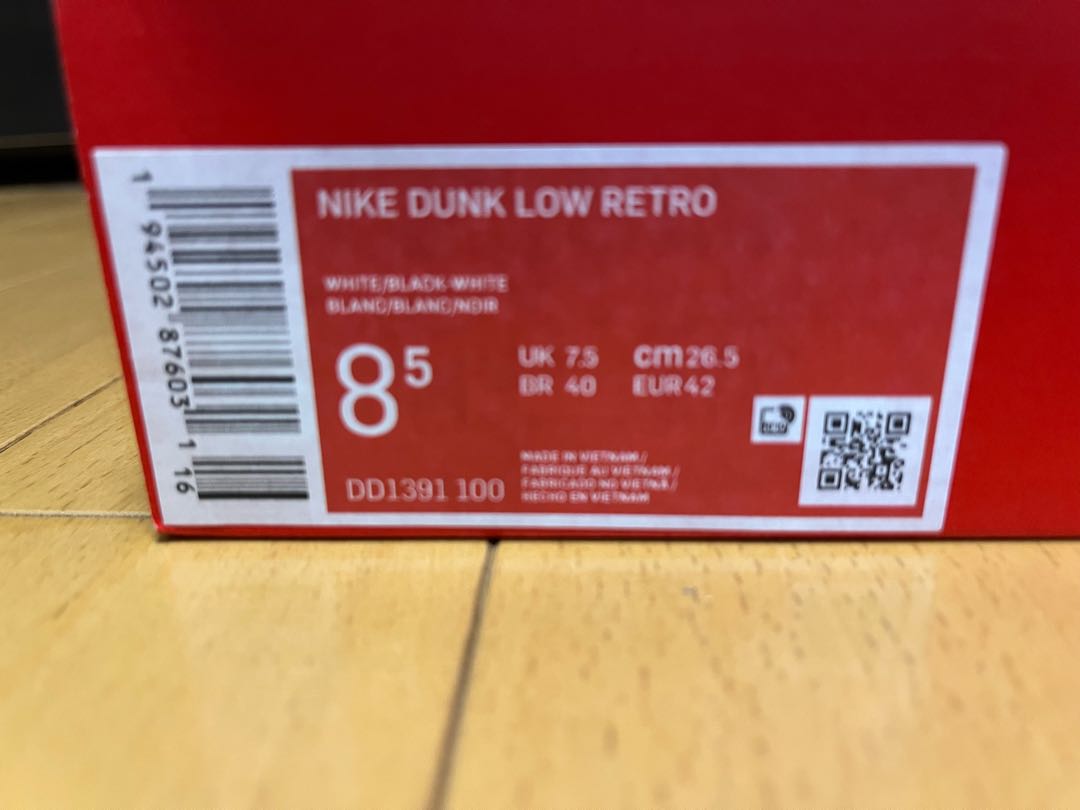 NIKE DUNK LOW RETRO
WHITE/BLACK-WHITE
BLANC/BLANC/NOIR
8 5
UK 7.5 cm 26.5
BR 40 EUR 42
DD1391 100
MADE IN VIETNAM /
FABRIQUE AU VIETNAM /
FABRICADO NO VIETNÃ /
HECHO EN VIETNAM
1 94502 87603 1 16